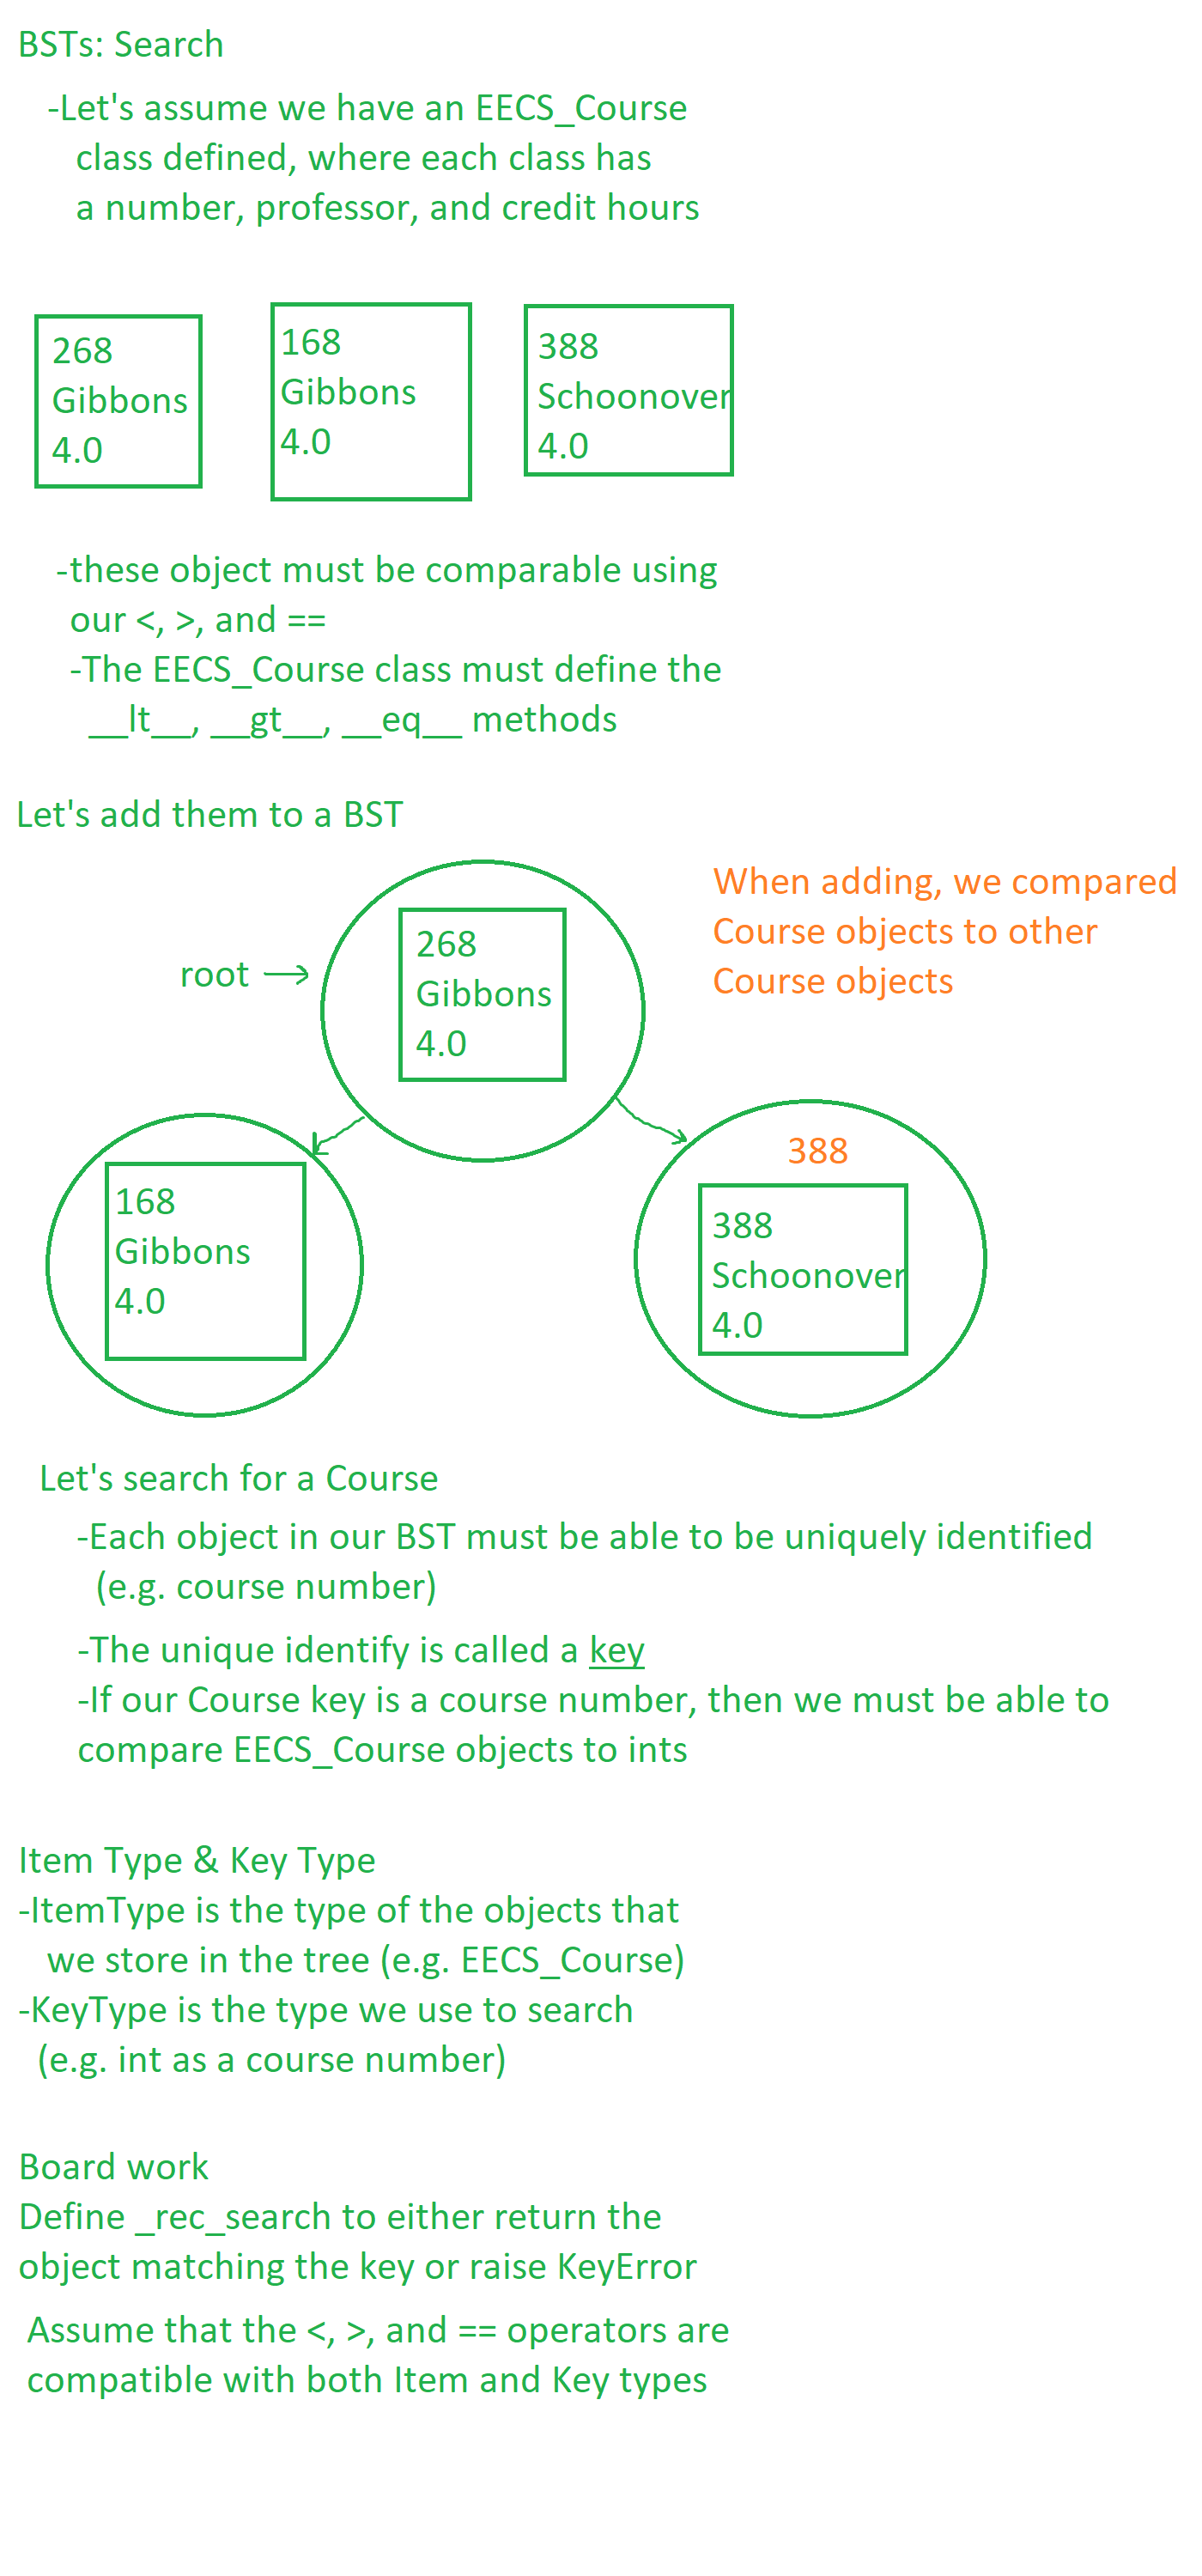 BSTs: Search
-Let's assume we have an EECS_Course
class defined, where each class has
a number, professor, and credit hours
268
Gibbons
4.0
168
Gibbons
4.0
388
Schoonover
4.0
-these object must be comparable using
our <, >, and ==
-The EECS_Course class must define the
__lt__, __gt__, __eq__ methods
Let's add them to a BST
When adding, we compared
Course objects to other
Course objects
root
268
Gibbons
4.0
168
Gibbons
4.0
388
388
Schoonover
4.0
Let's search for a Course
-Each object in our BST must be able to be uniquely identified
(e.g. course number)
-The unique identify is called a key
-If our Course key is a course number, then we must be able to
compare EECS_Course objects to ints
Item Type & Key Type
-ItemType is the type of the objects that
we store in the tree (e.g. EECS_Course)
-KeyType is the type we use to search
(e.g. int as a course number)
Board work
Define _rec_search to either return the
object matching the key or raise KeyError
Assume that the <, >, and == operators are
compatible with both Item and Key types